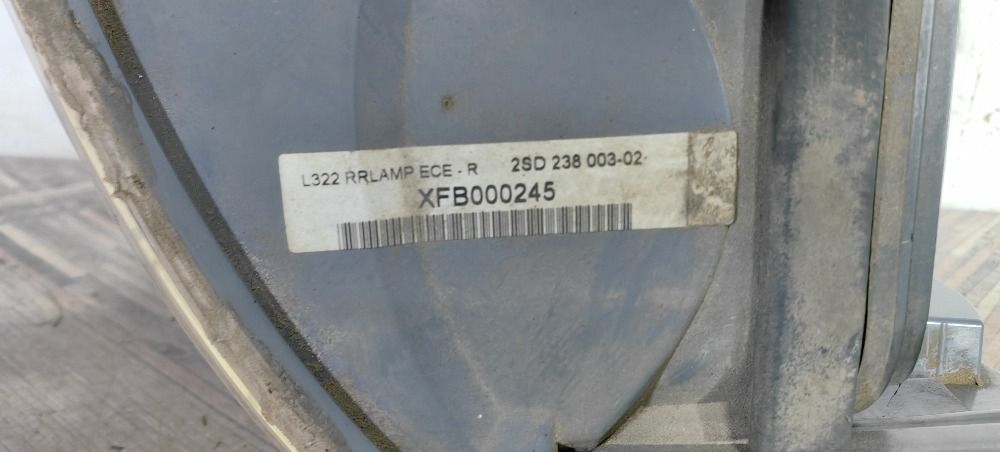 L322 RRLAMP ECE - R 2SD 238 003-02
XFB000245